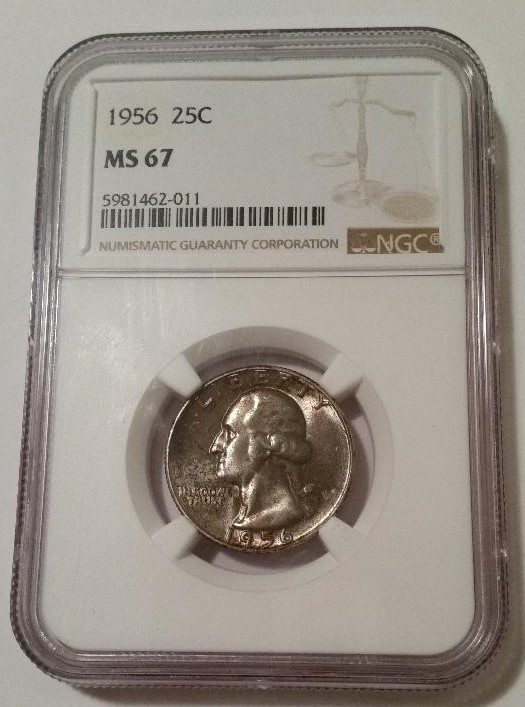 1956 25C
MS 67
5981462-011
NUMISMATIC GUARANTY CORPORATION
NGC®
LIBERTY
IN GOD WE
TRUST
1956